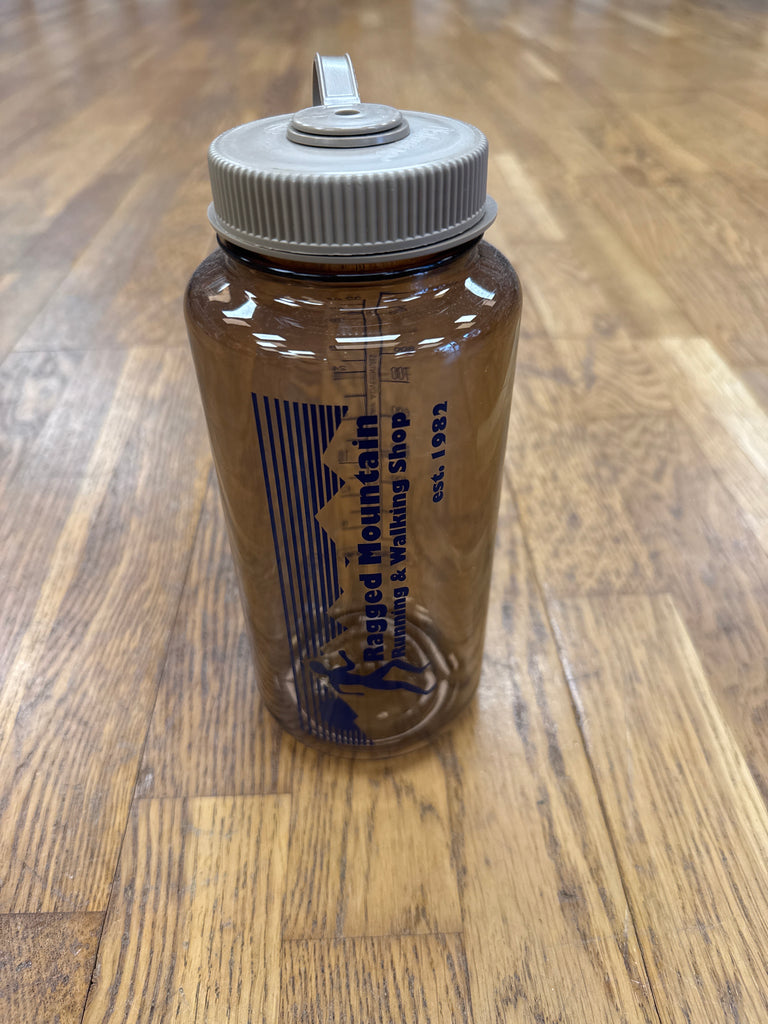 Ragged Mountain
Running & Walking Shop
est. 1982